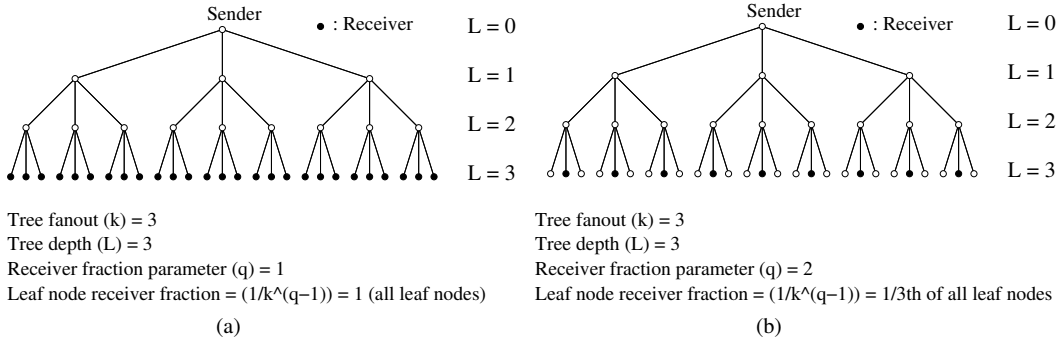 Sender
: Receiver
L = 0
L = 1
L = 2
L = 3
Tree fanout (k) = 3
Tree depth (L) = 3
Receiver fraction parameter (q) = 1
Leaf node receiver fraction = (1/k^(q−1)) = 1 (all leaf nodes)
(a)
Sender
: Receiver
L = 0
L = 1
L = 2
L = 3
Tree fanout (k) = 3
Tree depth (L) = 3
Receiver fraction parameter (q) = 2
Leaf node receiver fraction = (1/k^(q−1)) = 1/3th of all leaf nodes
(b)